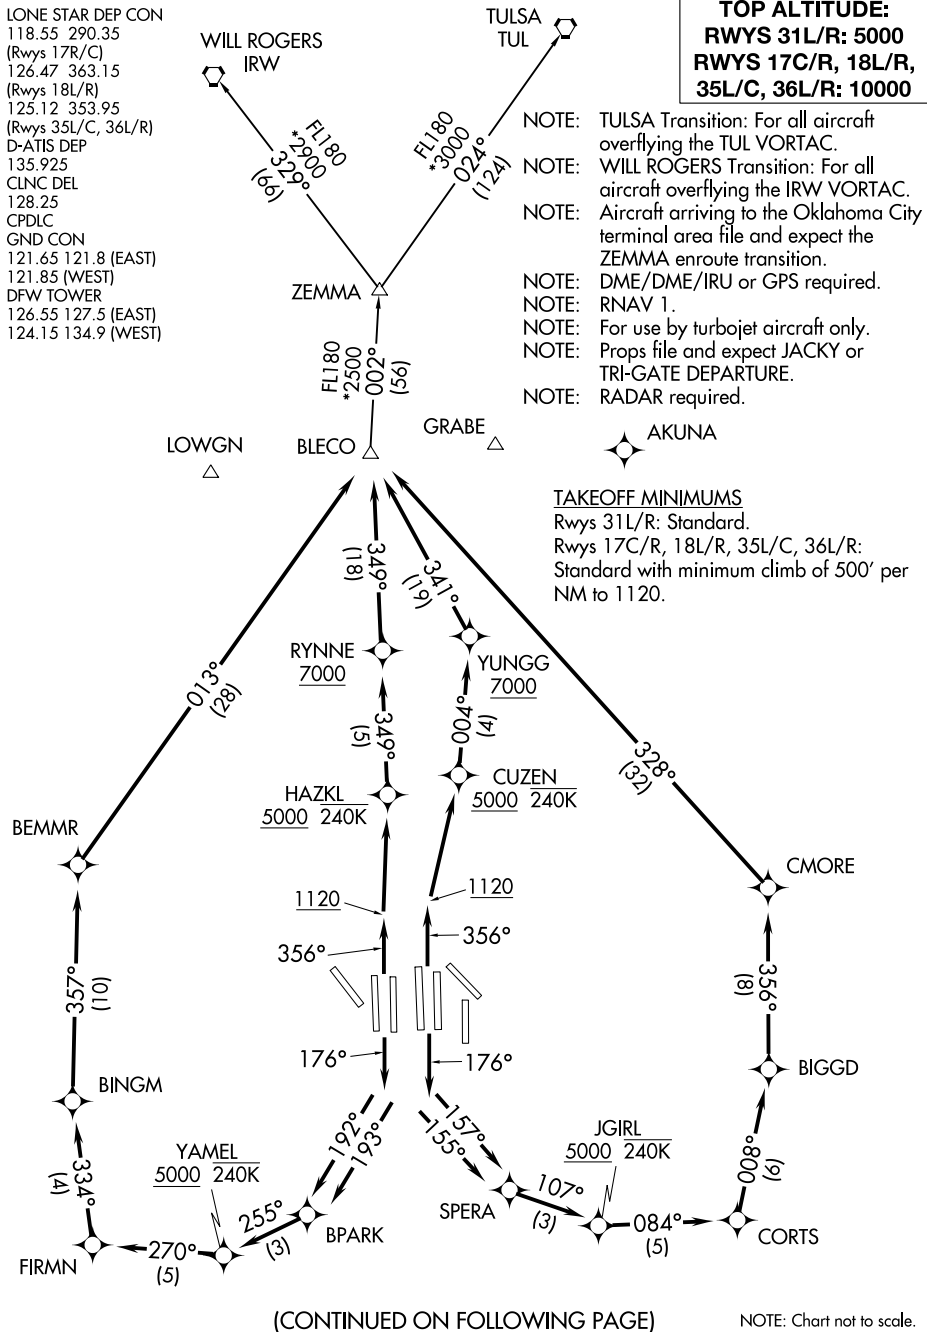 LONE STAR DEP CON
118.55 290.35
(Rwys 17R/C)
126.47 363.15
(Rwys 18L/R)
125.12 353.95
(Rwys 35L/C, 36L/R)
D-ATIS DEP
135.925
CLNC DEL
128.25
CPDLC
GND CON
121.65 121.8 (EAST)
121.85 (WEST)
DFW TOWER
126.55 127.5 (EAST)
124.15 134.9 (WEST)
WILL ROGERS
IRW
TULSA
TUL
TOP ALTITUDE:
RWYS 31L/R: 5000
RWYS 17C/R, 18L/R,
35L/C, 36L/R: 10000
NOTE: TULSA Transition: For all aircraft
overflying the TUL VORTAC.
NOTE: WILL ROGERS Transition: For all
aircraft overflying the IRW VORTAC.
NOTE: Aircraft arriving to the Oklahoma City
terminal area file and expect the
ZEMMA enroute transition.
NOTE: DME/DME/IRU or GPS required.
NOTE: RNAV 1.
NOTE: For use by turbojet aircraft only.
NOTE: Props file and expect JACKY or
TRI-GATE DEPARTURE.
NOTE: RADAR required.
FL180
*2900
329°
(66)
FL180
*3000
024°
(124)
ZEMMA
FL180
*2500
002°
(56)
LOWGN
BLECO
GRABE
AKUNA
TAKEOFF MINIMUMS
Rwys 31L/R: Standard.
Rwys 17C/R, 18L/R, 35L/C, 36L/R:
Standard with minimum climb of 500' per
NM to 1120.
349°
(18)
341°
(19)
RYNNE
7000
YUNGG
7000
013°
(28)
349°
(5)
004°
(4)
328°
(32)
HAZKL
5000 240K
CUZEN
5000 240K
BEMMR
CMORE
1120
1120
356°
356°
357°
(10)
356°
(8)
176°
176°
BINGM
BIGGD
192°
193°
157°
155°
YAMEL
5000 240K
JGIRL
5000 240K
334°
(4)
008°
(6)
255°
(3)
BPARK
SPERA
107°
(3)
084°
(5)
CORTS
FIRMN
270°
(5)
(CONTINUED ON FOLLOWING PAGE)
NOTE: Chart not to scale.